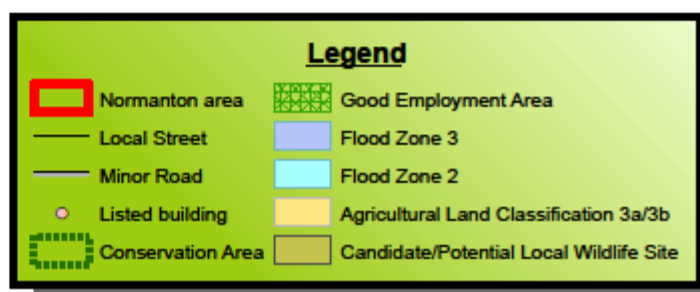 Legend
Normanton area
Good Employment Area
Local Street
Flood Zone 3
Minor Road
Flood Zone 2
Listed building
Agricultural Land Classification 3a/3b
Conservation Area
Candidate/Potential Local Wildlife Site